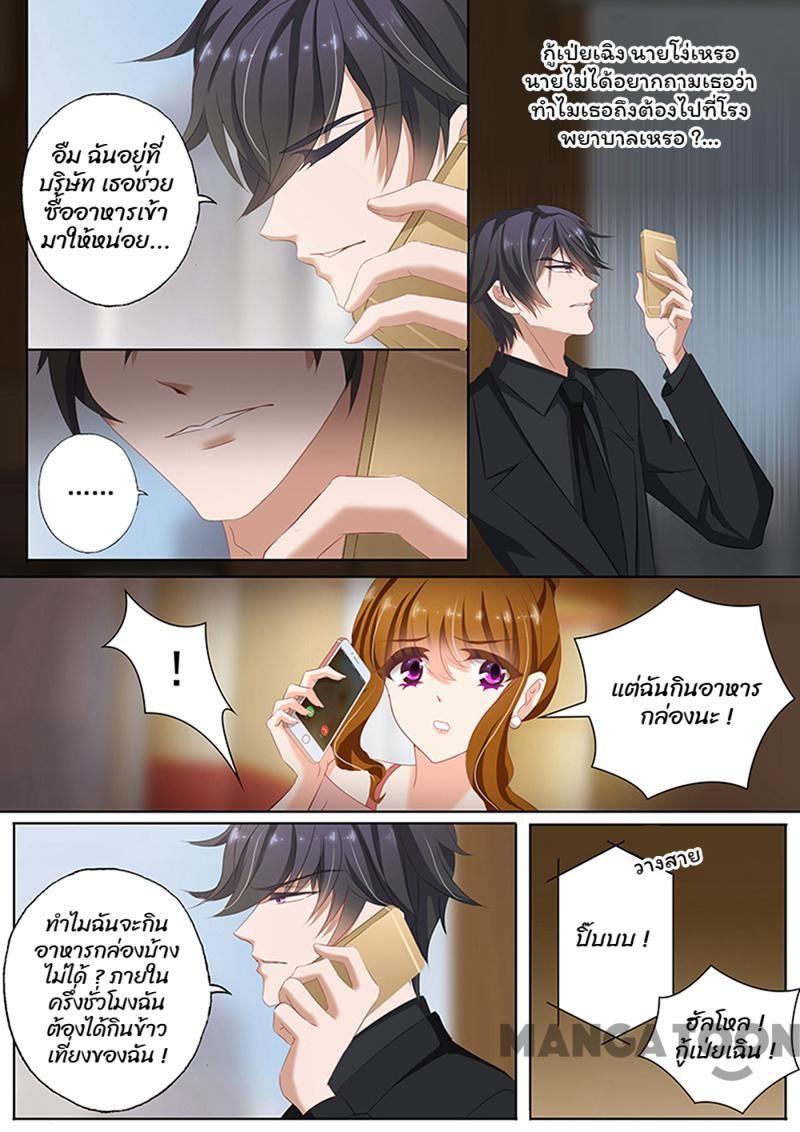 อืม ฉันอยู่ที่
บริษัท เธอช่วย
ซื้ออาหารเข้า
มาให้หน่อย...
กู้เป่ยเฉิง นายโง่เหรอ
นายไม่ได้อยากถามเธอว่า
ทำไมเธอถึงต้องไปที่โรง
พยาบาลเหรอ ?...
......
!
แต่ฉันกินอาหาร
กล่องนะ !
ทำไมฉันจะกิน
อาหารกล่องบ้าง
ไม่ได้ ? ภายใน
ครึ่งชั่วโมงฉัน
ต้องได้กินข้าว
เที่ยงของฉัน !
วางสาย
ปี๊บบบ !
ฮัลโหล !
กู้เป่ยเฉิน !
MANGATOON